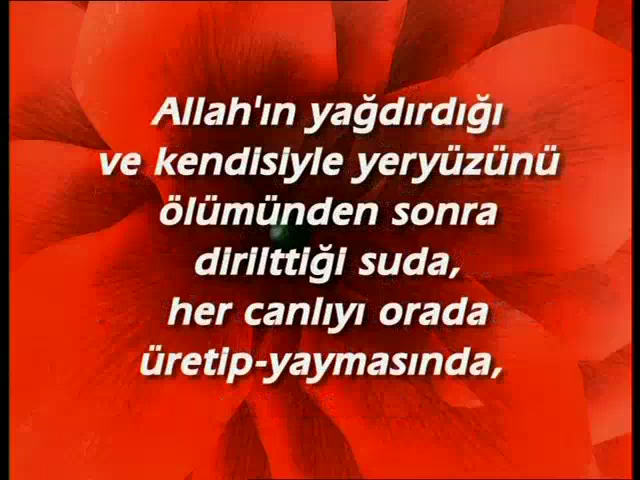 Allah'ın yağdırdığı
ve kendisiyle yeryüzünü
ölümünden sonra
dirilttiği suda,
her canlıyı orada
üretip-yaymasında,